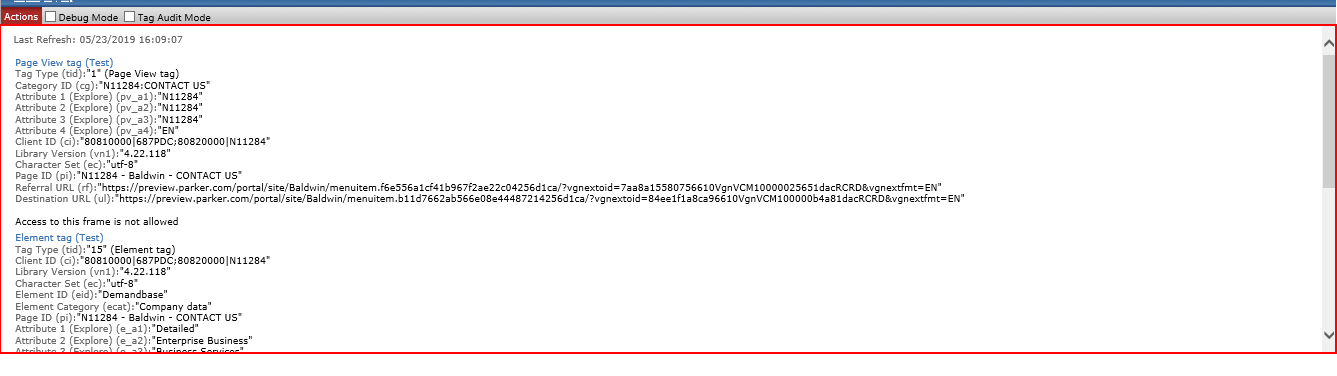 Actions Debug Mode Tag Audit Mode
Last Refresh: 05/23/2019 16:09:07
Page View tag (Test)
Tag Type (tid):"1" (Page View tag)
Category ID (cg):"N11284:CONTACT US"
Attribute 1 (Explore) (pv_a1):"N11284"
Attribute 2 (Explore) (pv_a2):"N11284"
Attribute 3 (Explore) (pv_a3):"N11284"
Attribute 4 (Explore) (pv_a4):"EN"
Client ID (ci):"80810000|687PDC;80820000|N11284"
Library Version (vn1):"4.22.118"
Character Set (ec):"utf-8"
Page ID (pi):"N11284 - Baldwin - CONTACT US"
Referral URL (rf):"https://preview.parker.com/portal/site/Baldwin/menuitem.f6e556a1cf41b967f2ae22c04256d1ca/?vgnextoid=7aa8a15580756610VgnVCM10000025651dacRCRD&vgnextfmt=EN"
Destination URL (ul):"https://preview.parker.com/portal/site/Baldwin/menuitem.b11d7662ab566e08e44487214256d1ca/?vgnextoid=84ee1f1a8ca96610VgnVCM100000b4a81dacRCRD&vgnextfmt=EN"
Access to this frame is not allowed
Element tag (Test)
Tag Type (tid):"15" (Element tag)
Client ID (ci):"80810000|687PDC;80820000|N11284"
Library Version (vn1):"4.22.118"
Character Set (ec):"utf-8"
Element ID (eid):"Demandbase"
Element Category (ecat):"Company data"
Page ID (pi):"N11284 - Baldwin - CONTACT US"
Attribute 1 (Explore) (e_a1):"Detailed"
Attribute 2 (Explore) (e_a2):"Enterprise Business"
Attribute 3 (Explore) (e_a3):"Business Services"